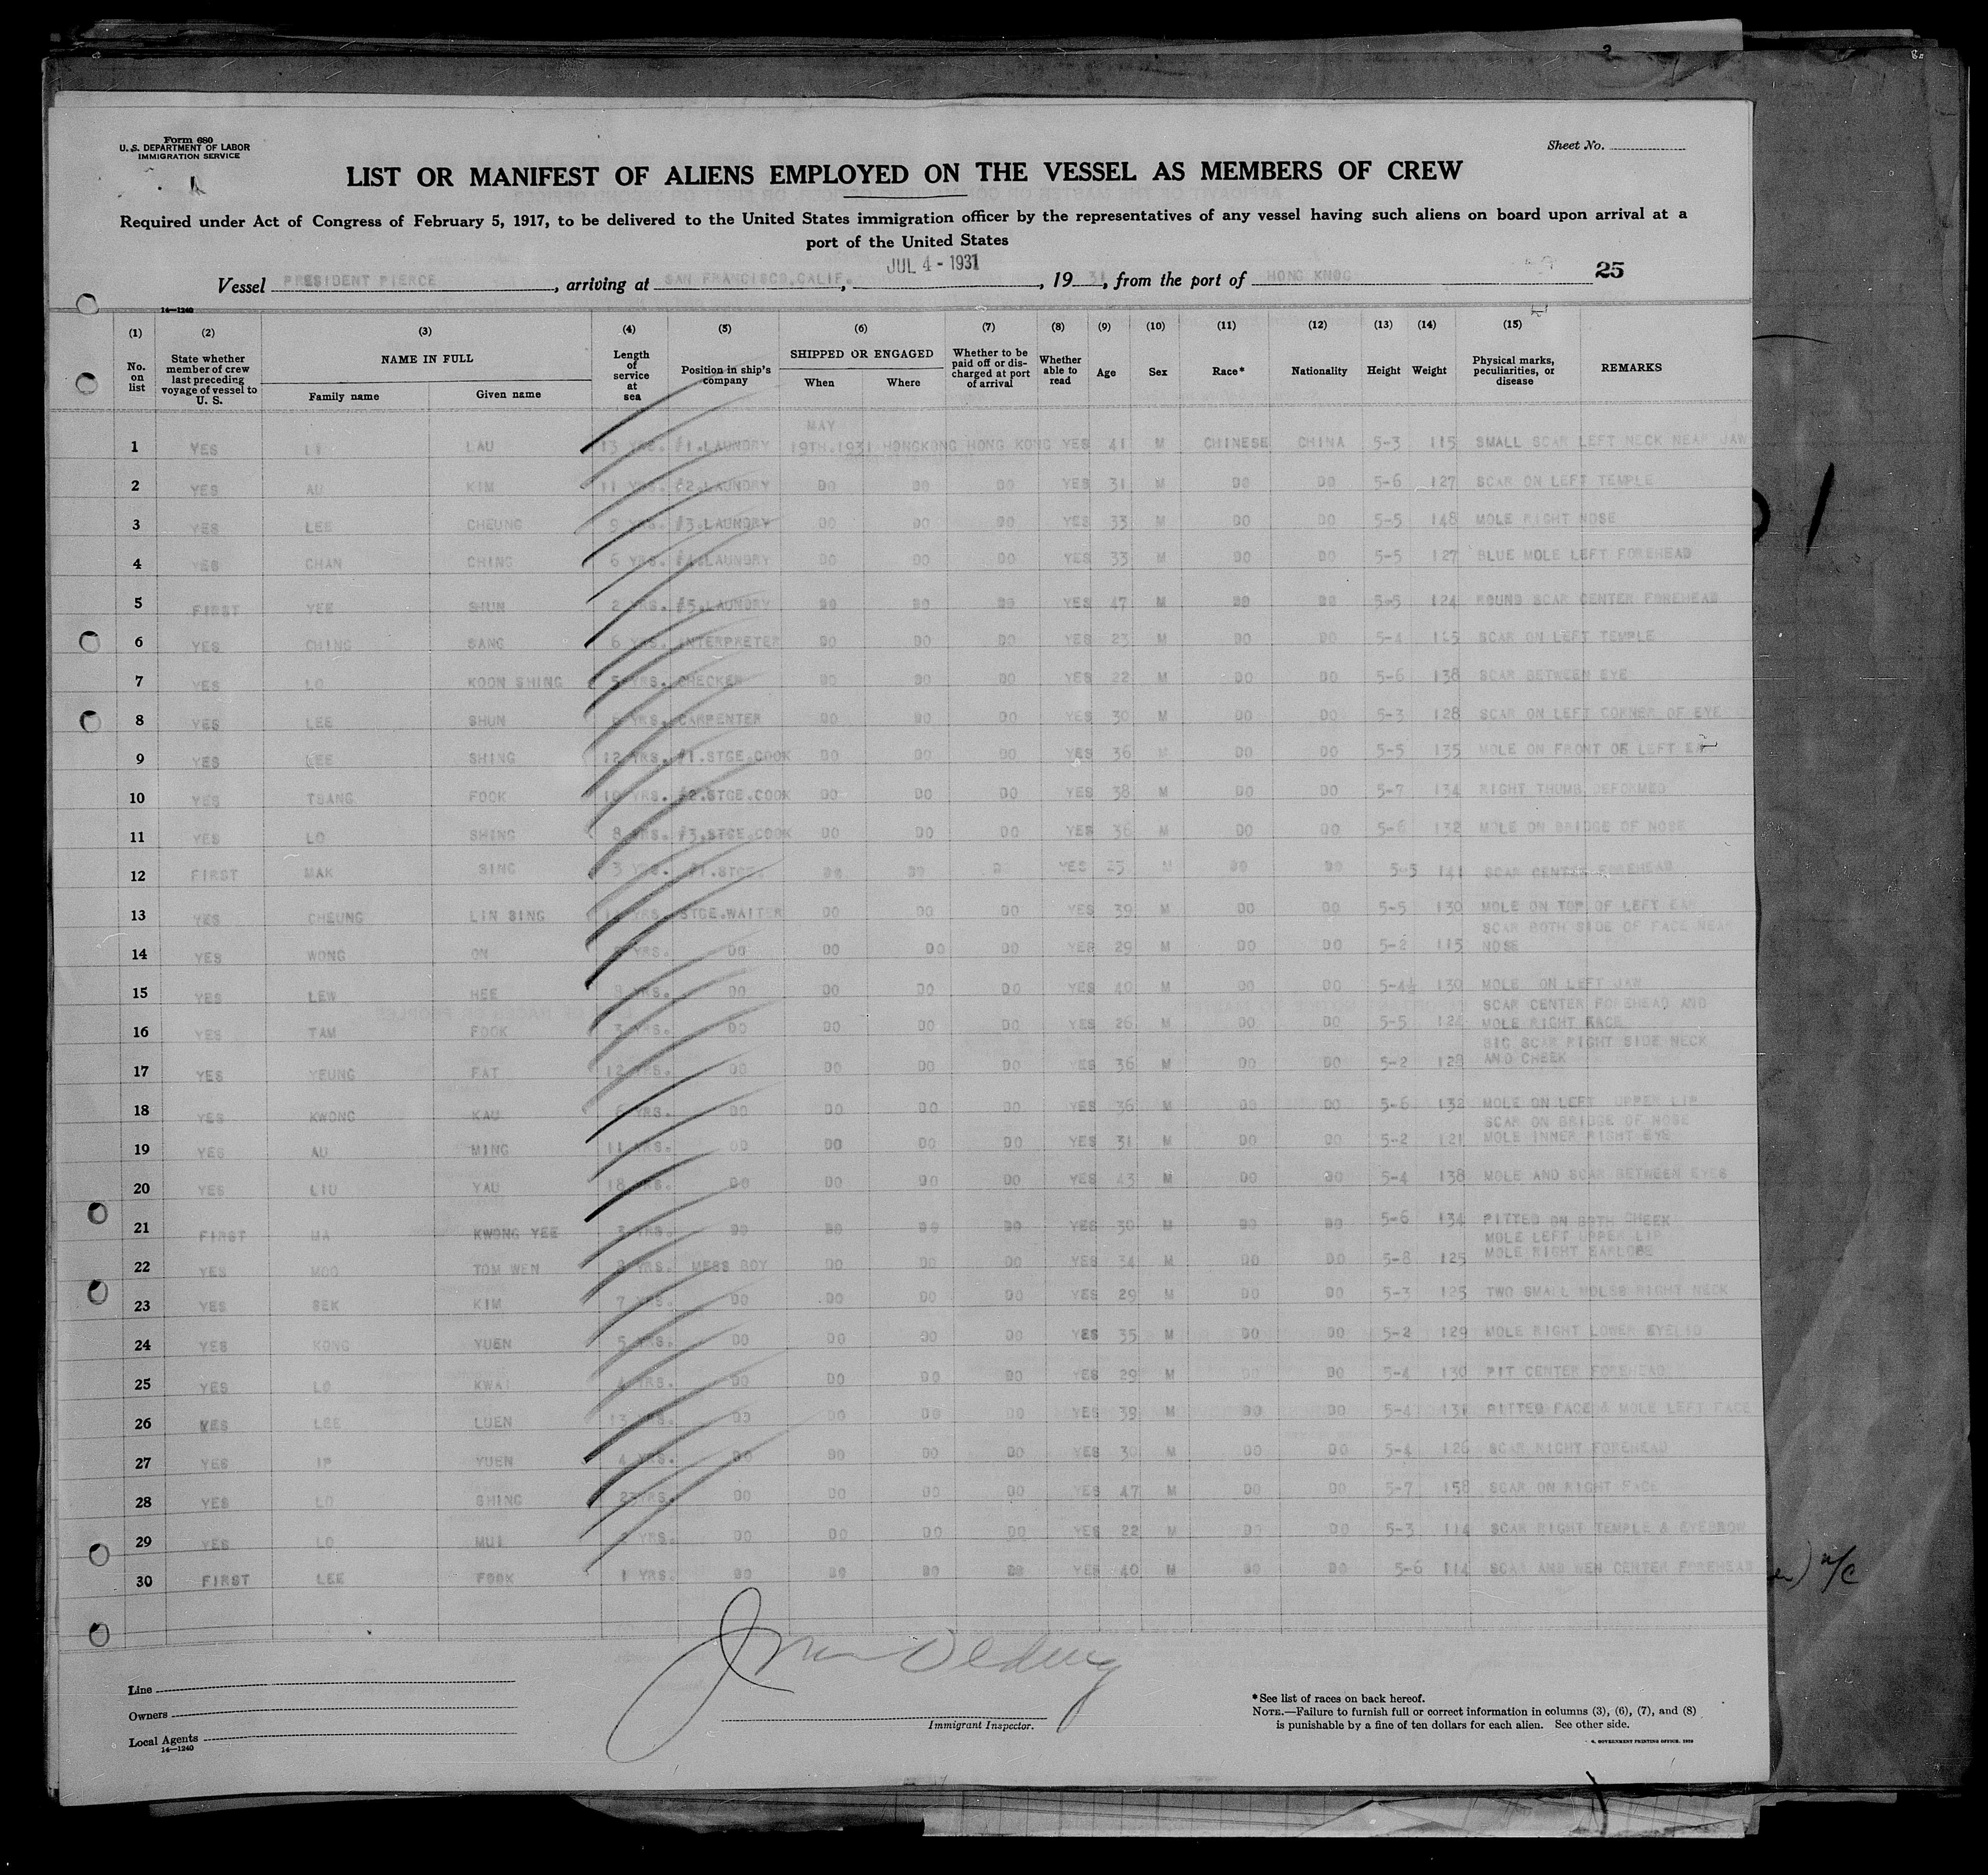 Form 680
U. S. DEPARTMENT OF LABOR
IMMIGRATION SERVICE
Sheet No.
LIST OR MANIFEST OF ALIENS EMPLOYED ON THE VESSEL AS MEMBERS OF CREW
Required under Act of Congress of February 5, 1917, to be delivered to the United States immigration officer by the representatives of any vessel having such aliens on board upon arrival at a
port of the United States
JUL 4 - 1931
Vessel PRESIDENT PIERCE, arriving at SAN FRANCISCO, CALIF., 19 31, from the port of HONG KNOG 25
14—1240
(1) (2) (3) (4) (5) (6) (7) (8) (9) (10) (11) (12) (13) (14) (15)
No. on list State whether member of crew last preceding voyage of vessel to U. S. NAME IN FULL Family name Given name Length of service at sea Position in ship's company SHIPPED OR ENGAGED When Where Whether to be paid off or discharged at port of arrival Whether able to read Age Sex Race* Nationality Height Weight Physical marks, peculiarities, or disease REMARKS
MAY
1 YES LI LAU 13 YRS. #1.LAUNDRY 19TH.1931 HONGKONG HONG KONG YES 41 M CHINESE CHINA 5-3 115 SMALL SCAR LEFT NECK NEAR JAW
2 YES AU KIM 11 YRS. #2.LAUNDRY DO DO DO YES 31 M DO DO 5-6 127 SCAR ON LEFT TEMPLE
3 YES LEE CHEUNG 9 YRS. #3.LAUNDRY DO DO DO YES 33 M DO DO 5-5 148 MOLE RIGHT NOSE
4 YES CHAN CHING 6 YRS. #4.LAUNDRY DO DO DO YES 33 M DO DO 5-5 127 BLUE MOLE LEFT FOREHEAD
5 FIRST YEE SHUN 2 YRS. #5.LAUNDRY DO DO DO YES 47 M DO DO 5-5 124 ROUND SCAR CENTER FOREHEAD
6 YES CHING SANG 6 YRS. INTERPRETER DO DO DO YES 23 M DO DO 5-4 SCAR ON LEFT TEMPLE
7 YES LO KOON SHING 5 YRS. CHECKER DO DO DO YES 22 M DO DO 5-6 138 SCAR BETWEEN EYE
8 YES LEE SHUN YRS. CARPENTER DO DO DO YES 30 M DO DO 5-3 128 SCAR ON LEFT CORNER OF EYE
9 YES LEE SHING 12 YRS. #1.STGE.COOK DO DO DO YES 36 M DO DO 5-5 135 MOLE ON FRONT OF LEFT EA
10 YES TSANG FOOK 10 YRS. #2.STGE.COOK DO DO DO YES 38 M DO DO 5-7 134 RIGHT THUMB DEFORMED
11 YES LO SHING 8 YRS. #3.STGE.COOK DO DO DO YES 36 M DO DO 5-6 132 MOLE ON BRIDGE OF NOSE
12 FIRST MAK SING 3 YRS. DO DO YES M DO DO 5-5 141 SCAR CENTER FOREHEAD
13 YES CHEUNG LIN SING YRS. STGE.WAITER DO DO DO YES 39 M DO DO 5-5 130 MOLE ON TOP OF LEFT EAR
SCAR BOTH SIDE OF FACE NEAR
14 YES WONG ON YRS. DO DO DO DO YES 29 M DO DO 5-2 115 NOSE
15 YES LEW HEE YRS. DO DO DO DO YES 40 M DO DO 5-4½ 130 MOLE ON LEFT JAW
SCAR CENTER FOREHEAD AND
16 YES TAM FOOK 3 YRS. DO DO DO DO YES 26 M DO DO 5-5 MOLE RIGHT FACE
BIG SCAR RIGHT SIDE NECK
17 YES YEUNG FAT 12 YRS. DO DO DO DO YES 36 M DO DO 5-2 128 AND CHEEK
18 YES KWONG KAU 6 YRS. DO DO DO DO YES 36 M DO DO 5-6 132 MOLE ON LEFT UPPER LIP
SCAR ON BRIDGE OF NOSE
19 YES AU MING 11 YRS. DO DO DO DO YES 31 M DO DO 5-2 121 MOLE INNER RIGHT EYE
20 YES LIU YAU 18 YRS. DO DO DO DO YES 43 M DO DO 5-4 138 MOLE AND SCAR BETWEEN EYES
21 FIRST MA KWONG YEE 3 YRS. DO DO DO DO YES 30 M DO DO 5-6 134 PITTED ON BOTH CHEEK
MOLE LEFT UPPER LIP
22 YES MOO TOM WEN YRS. MESS BOY DO DO DO YES 34 M DO DO 5-8 125 MOLE RIGHT EARLOBE
23 YES SEK KIM 7 YRS. DO DO DO DO YES 29 M DO DO 5-3 125 TWO SMALL MOLES RIGHT NECK
24 YES KONG YUEN 5 YRS. DO DO DO DO YES 35 M DO DO 5-2 129 MOLE RIGHT LOWER EYELID
25 YES LO KWAI YRS. DO DO DO DO YES 29 M DO DO 5-4 130 PIT CENTER FOREHEAD
26 YES LEE LUEN 13 YRS. DO DO DO DO YES 39 M DO DO 5-4 131 PITTED FACE & MOLE LEFT FACE
27 YES IP YUEN 4 YRS. DO DO DO DO YES 30 M DO DO 5-4 126 SCAR RIGHT FOREHEAD
28 YES LO SHING YRS. DO DO DO DO YES 47 M DO DO 5-7 158 SCAR ON RIGHT FACE
29 YES LO MUI YRS. DO DO DO DO YES 22 M DO DO 5-3 114 SCAR RIGHT TEMPLE & EYEBROW
30 FIRST LEE FOOK 1 YRS. DO DO DO DO YES 40 M DO DO 5-6 114 SCAR AND WEN CENTER FOREHEAD
Line
Owners
Local Agents
14—1240
Immigrant Inspector.
*See list of races on back hereof.
NOTE.—Failure to furnish full or correct information in columns (3), (6), (7), and (8)
is punishable by a fine of ten dollars for each alien. See other side.